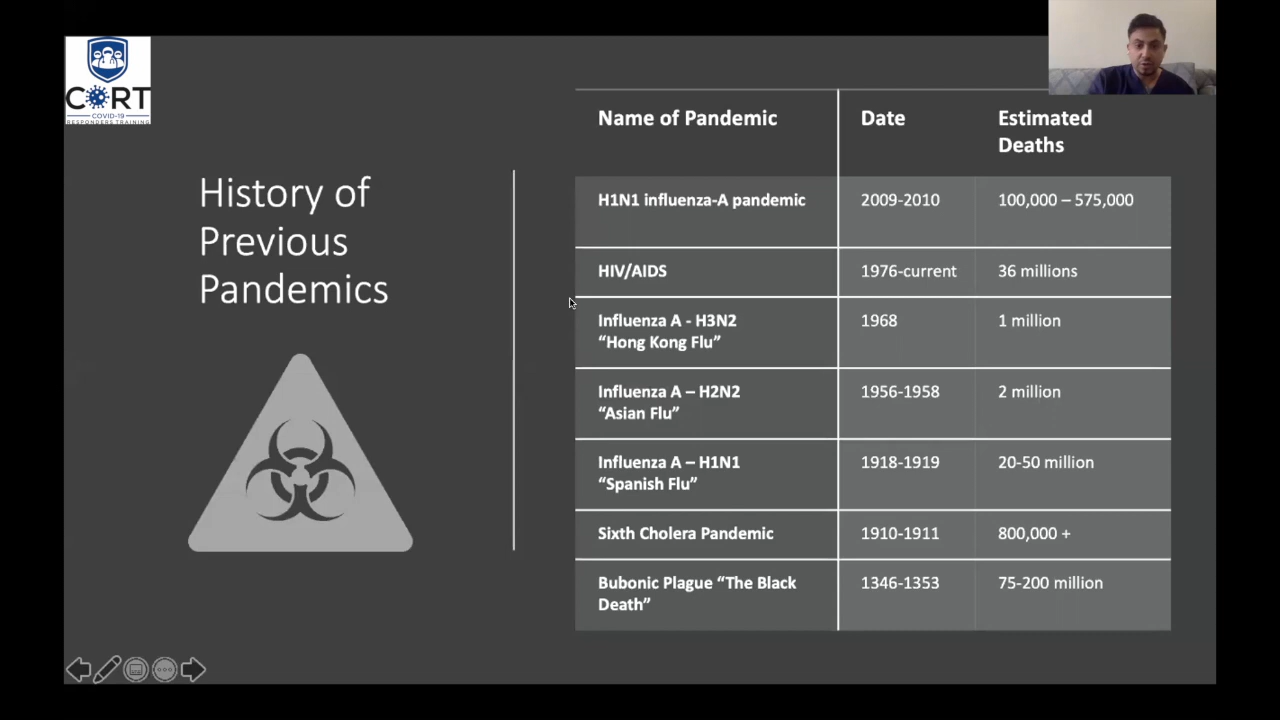 CORT
COVID-19
RESPONDERS TRAINING
History of
Previous
Pandemics
Name of Pandemic Date Estimated
Deaths
H1N1 influenza-A pandemic 2009-2010 100,000 – 575,000
HIV/AIDS 1976-current 36 millions
Influenza A - H3N2 1968 1 million
“Hong Kong Flu”
Influenza A – H2N2 1956-1958 2 million
“Asian Flu”
Influenza A – H1N1 1918-1919 20-50 million
“Spanish Flu”
Sixth Cholera Pandemic 1910-1911 800,000 +
Bubonic Plague “The Black 1346-1353 75-200 million
Death”